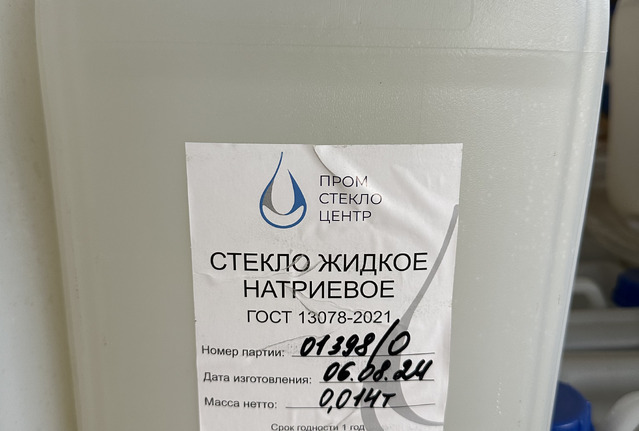 ПРОМ
СТЕКЛО
ЦЕНТР
СТЕКЛО ЖИДКОЕ
НАТРИЕВОЕ
ГОСТ 13078-2021
Номер партии: 01398/0
Дата изготовления: 06.08.24
Масса нетто: 0,014т
Срок годности 1 год